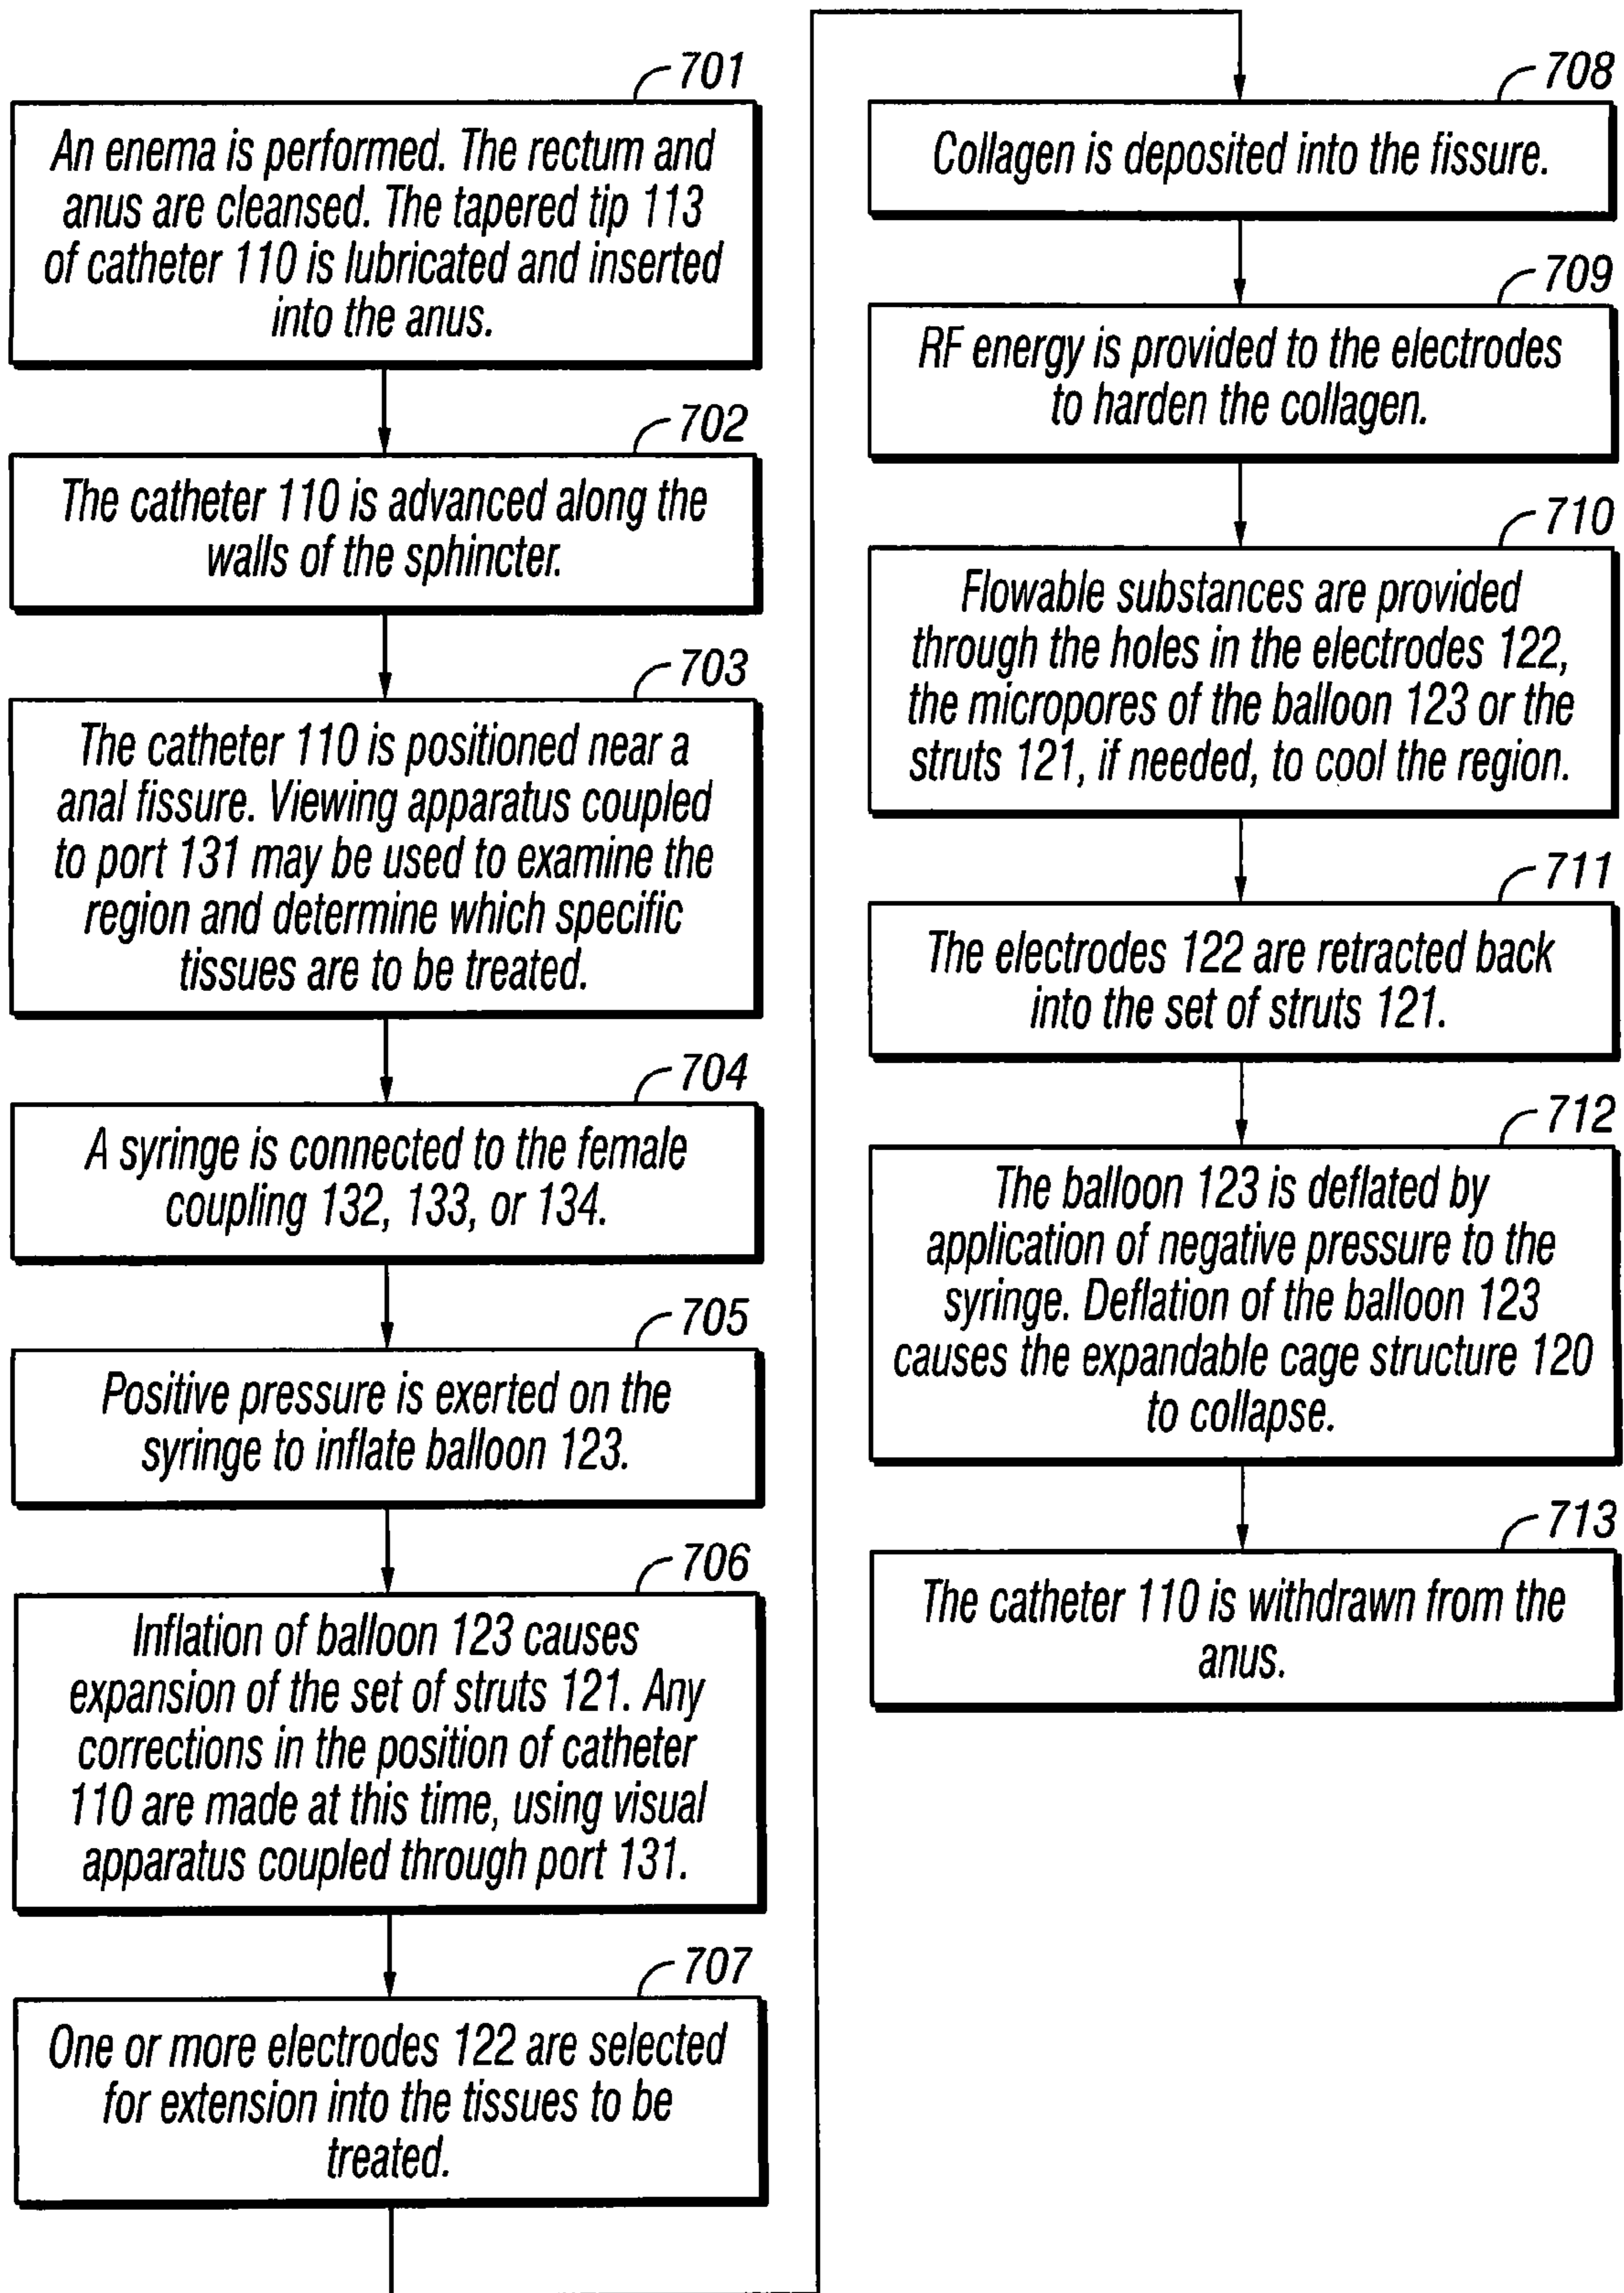 701
An enema is performed. The rectum and
anus are cleansed. The tapered tip 113
of catheter 110 is lubricated and inserted
into the anus.
702
The catheter 110 is advanced along the
walls of the sphincter.
703
The catheter 110 is positioned near a
anal fissure. Viewing apparatus coupled
to port 131 may be used to examine the
region and determine which specific
tissues are to be treated.
704
A syringe is connected to the female
coupling 132, 133, or 134.
705
Positive pressure is exerted on the
syringe to inflate balloon 123.
706
Inflation of balloon 123 causes
expansion of the set of struts 121. Any
corrections in the position of catheter
110 are made at this time, using visual
apparatus coupled through port 131.
707
One or more electrodes 122 are selected
for extension into the tissues to be
treated.
708
Collagen is deposited into the fissure.
709
RF energy is provided to the electrodes
to harden the collagen.
710
Flowable substances are provided
through the holes in the electrodes 122,
the micropores of the balloon 123 or the
struts 121, if needed, to cool the region.
711
The electrodes 122 are retracted back
into the set of struts 121.
712
The balloon 123 is deflated by
application of negative pressure to the
syringe. Deflation of the balloon 123
causes the expandable cage structure 120
to collapse.
713
The catheter 110 is withdrawn from the
anus.